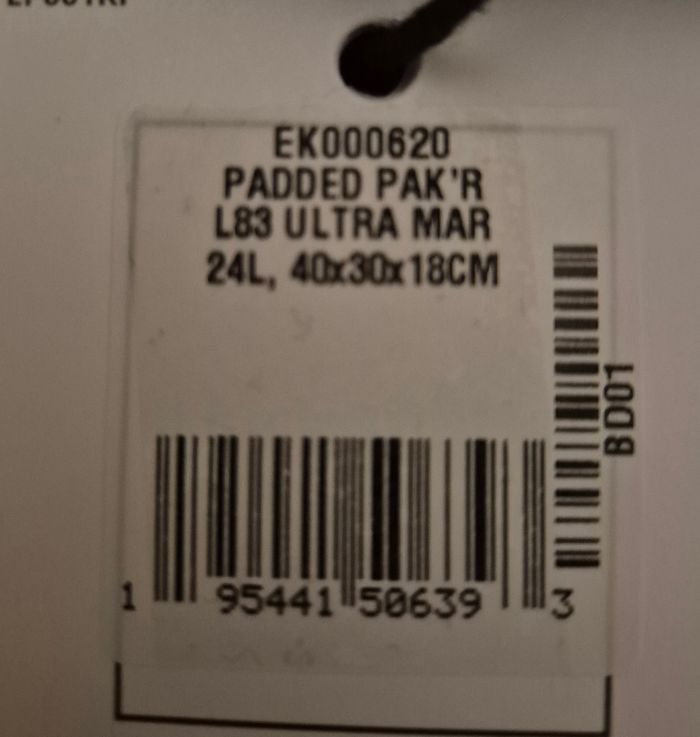 EK000620
PADDED PAK'R
L83 ULTRA MAR
24L, 40x30x18CM
BD01
1 95441 50639 3